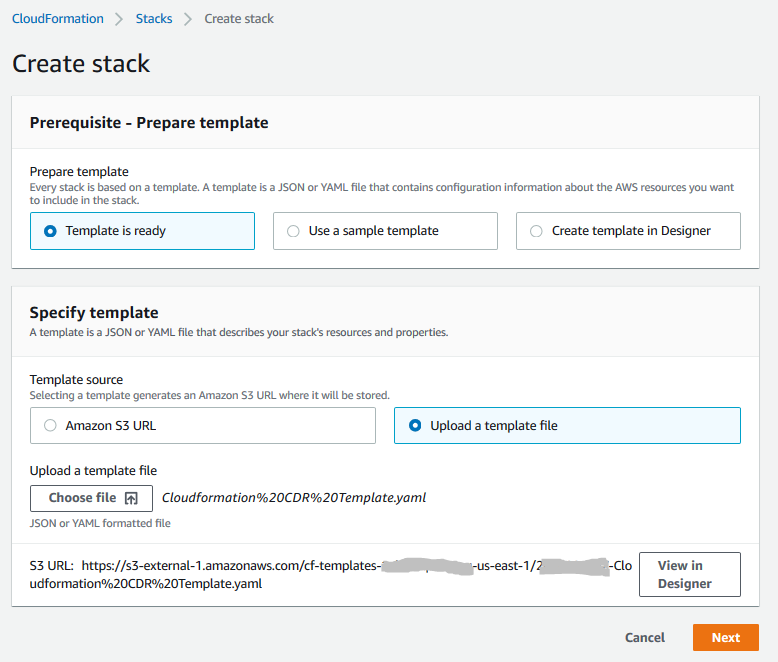 CloudFormation > Stacks > Create stack
Create stack
Prerequisite - Prepare template
Prepare template
Every stack is based on a template. A template is a JSON or YAML file that contains configuration information about the AWS resources you want
to include in the stack.
Template is ready
Use a sample template
Create template in Designer
Specify template
A template is a JSON or YAML file that describes your stack's resources and properties.
Template source
Selecting a template generates an Amazon S3 URL where it will be stored.
Amazon S3 URL
Upload a template file
Upload a template file
Choose file
Cloudformation%20CDR%20Template.yaml
JSON or YAML formatted file
S3 URL: https://s3-external-1.amazonaws.com/cf-templates- -us-east-1/2 -Clo
udformation%20CDR%20Template.yaml
View in
Designer
Cancel
Next